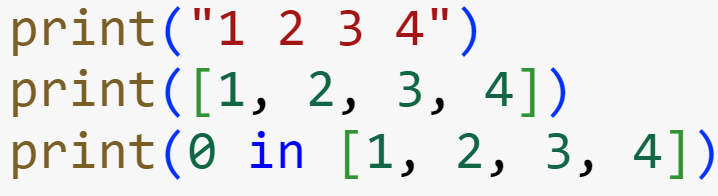 print("1 2 3 4")
print([1, 2, 3, 4])
print(0 in [1, 2, 3, 4])